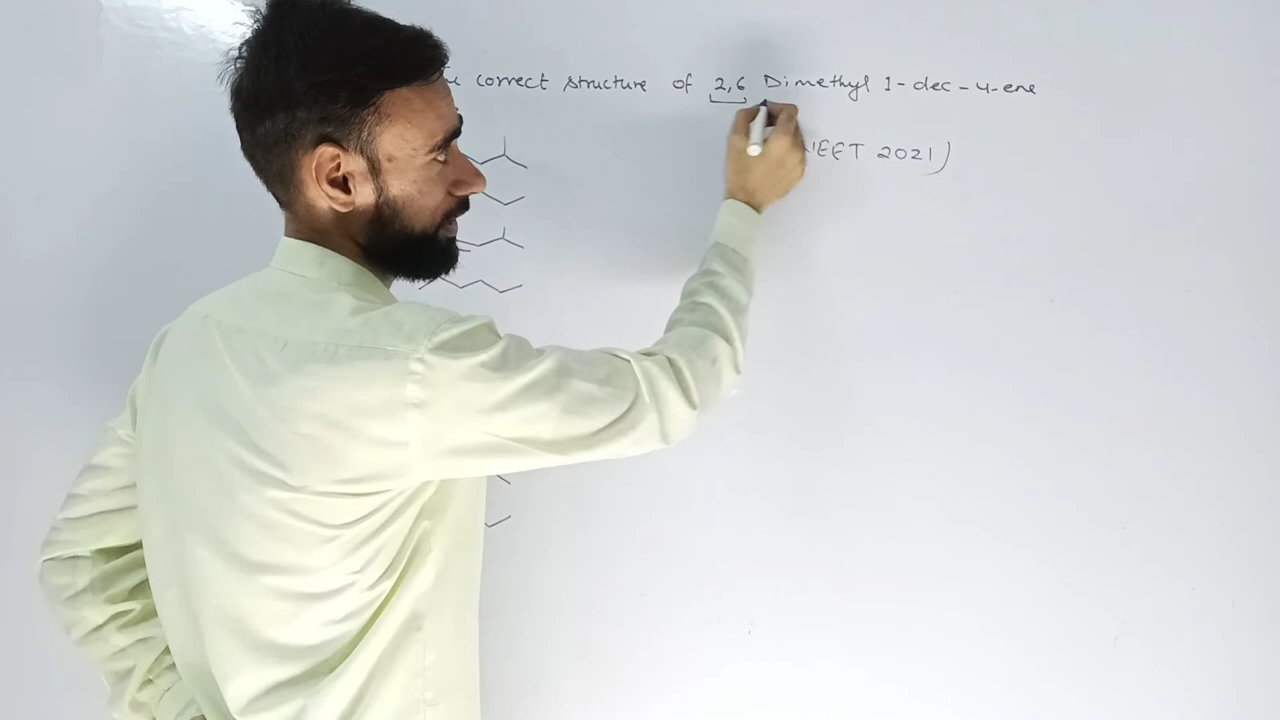 correct structure of 2,6 Dimethyl 1-dec-4-ene
NEET 2021)